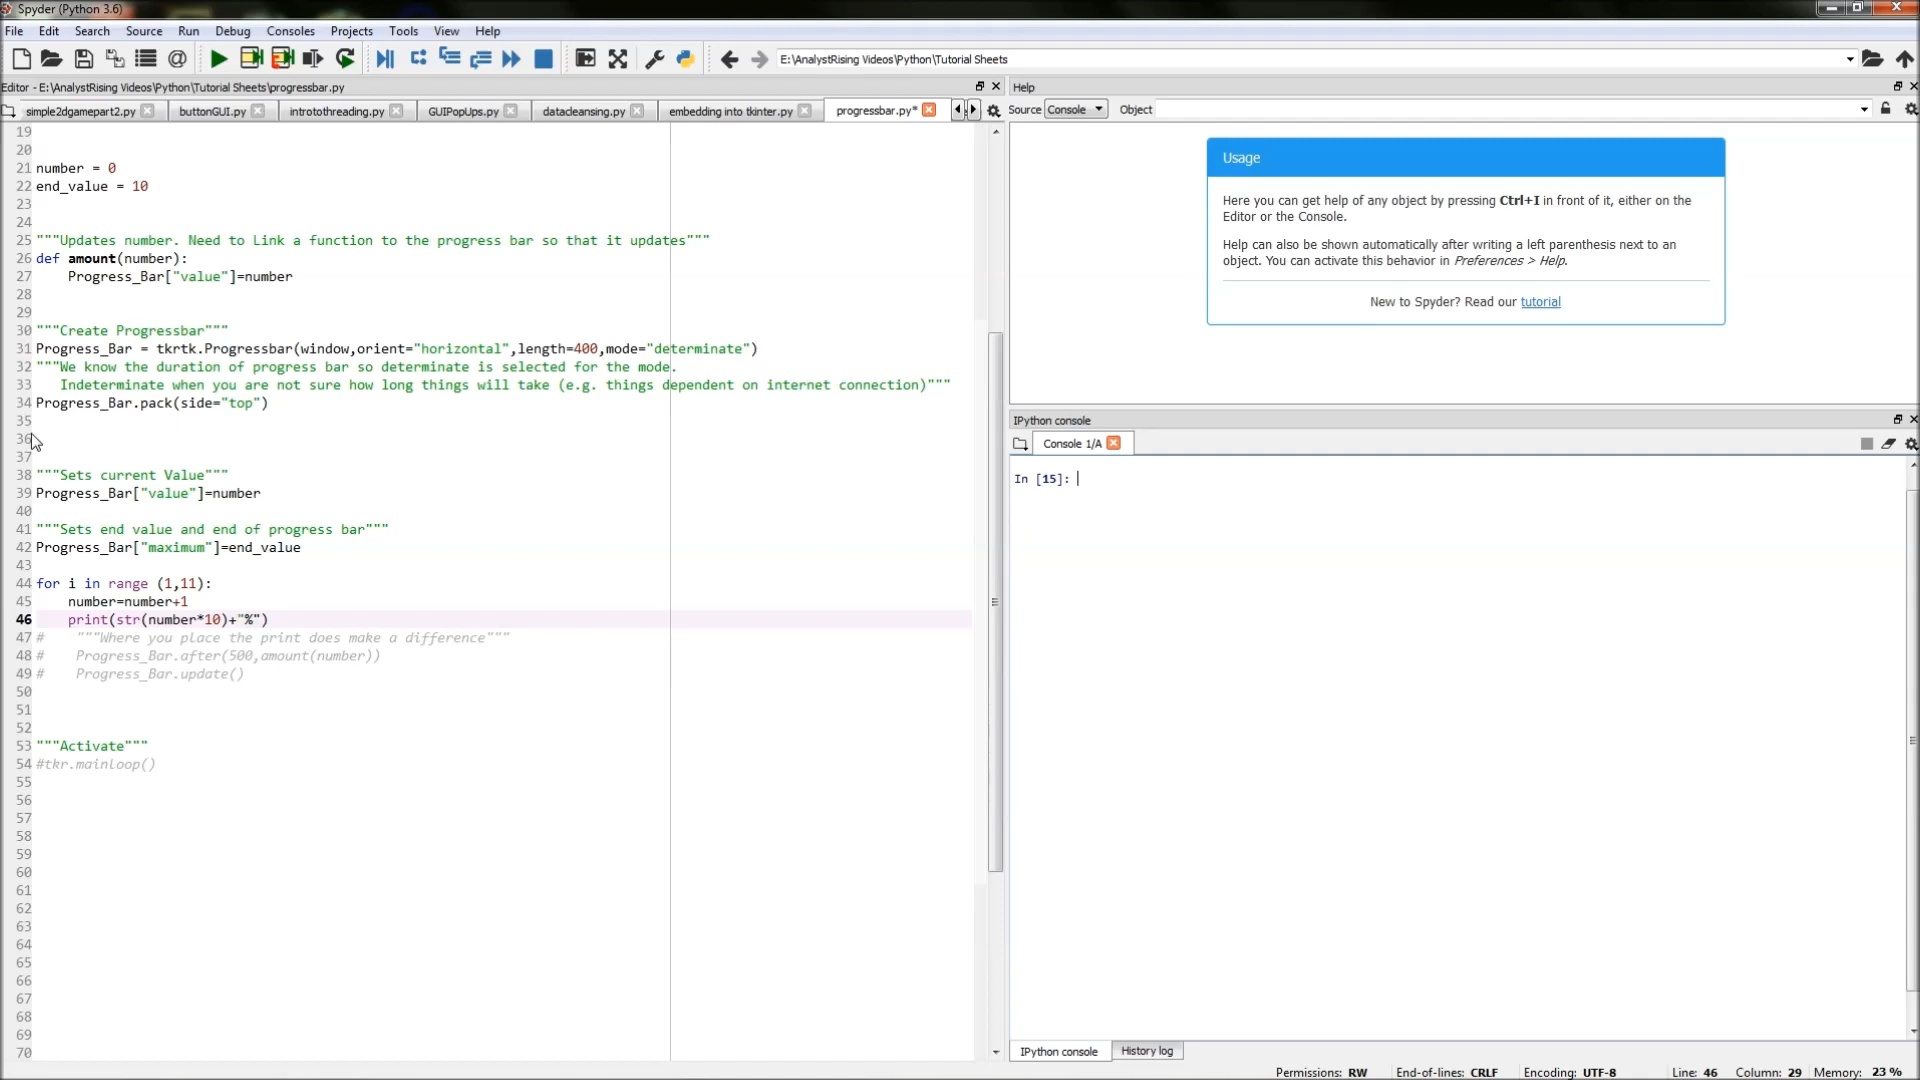 Spyder (Python 3.6)
File Edit Search Source Run Debug Consoles Projects Tools View Help
E:\AnalystRising Videos\Python\Tutorial Sheets
Editor - E:\AnalystRising Videos\Python\Tutorial Sheets\progressbar.py
simple2dgamepart2.py buttonGUI.py introtothreading.py GUIPopUps.py datacleansing.py embedding into tkinter.py progressbar.py*
19
20
21 number = 0
22 end_value = 10
23
24
25 """Updates number. Need to Link a function to the progress bar so that it updates"""
26 def amount(number):
27     Progress_Bar["value"]=number
28
29
30 """Create Progressbar"""
31 Progress_Bar = tkrtk.Progressbar(window,orient="horizontal",length=400,mode="determinate")
32 """We know the duration of progress bar so determinate is selected for the mode.
33    Indeterminate when you are not sure how long things will take (e.g. things dependent on internet connection)"""
34 Progress_Bar.pack(side="top")
35
36
37
38 """Sets current Value"""
39 Progress_Bar["value"]=number
40
41 """Sets end value and end of progress bar"""
42 Progress_Bar["maximum"]=end_value
43
44 for i in range (1,11):
45     number=number+1
46     print(str(number*10)+"%")
47 #    """Where you place the print does make a difference"""
48 #    Progress_Bar.after(500,amount(number))
49 #    Progress_Bar.update()
50
51
52
53 """Activate"""
54 #tkr.mainloop()
55
56
57
58
59
60
61
62
63
64
65
66
67
68
69
70
Help
Source Console Object
Usage
Here you can get help of any object by pressing Ctrl+I in front of it, either on the
Editor or the Console.
Help can also be shown automatically after writing a left parenthesis next to an
object. You can activate this behavior in Preferences > Help.
New to Spyder? Read our tutorial
IPython console
Console 1/A
In [15]:
IPython console History log
Permissions: RW End-of-lines: CRLF Encoding: UTF-8 Line: 46 Column: 29 Memory: 23 %